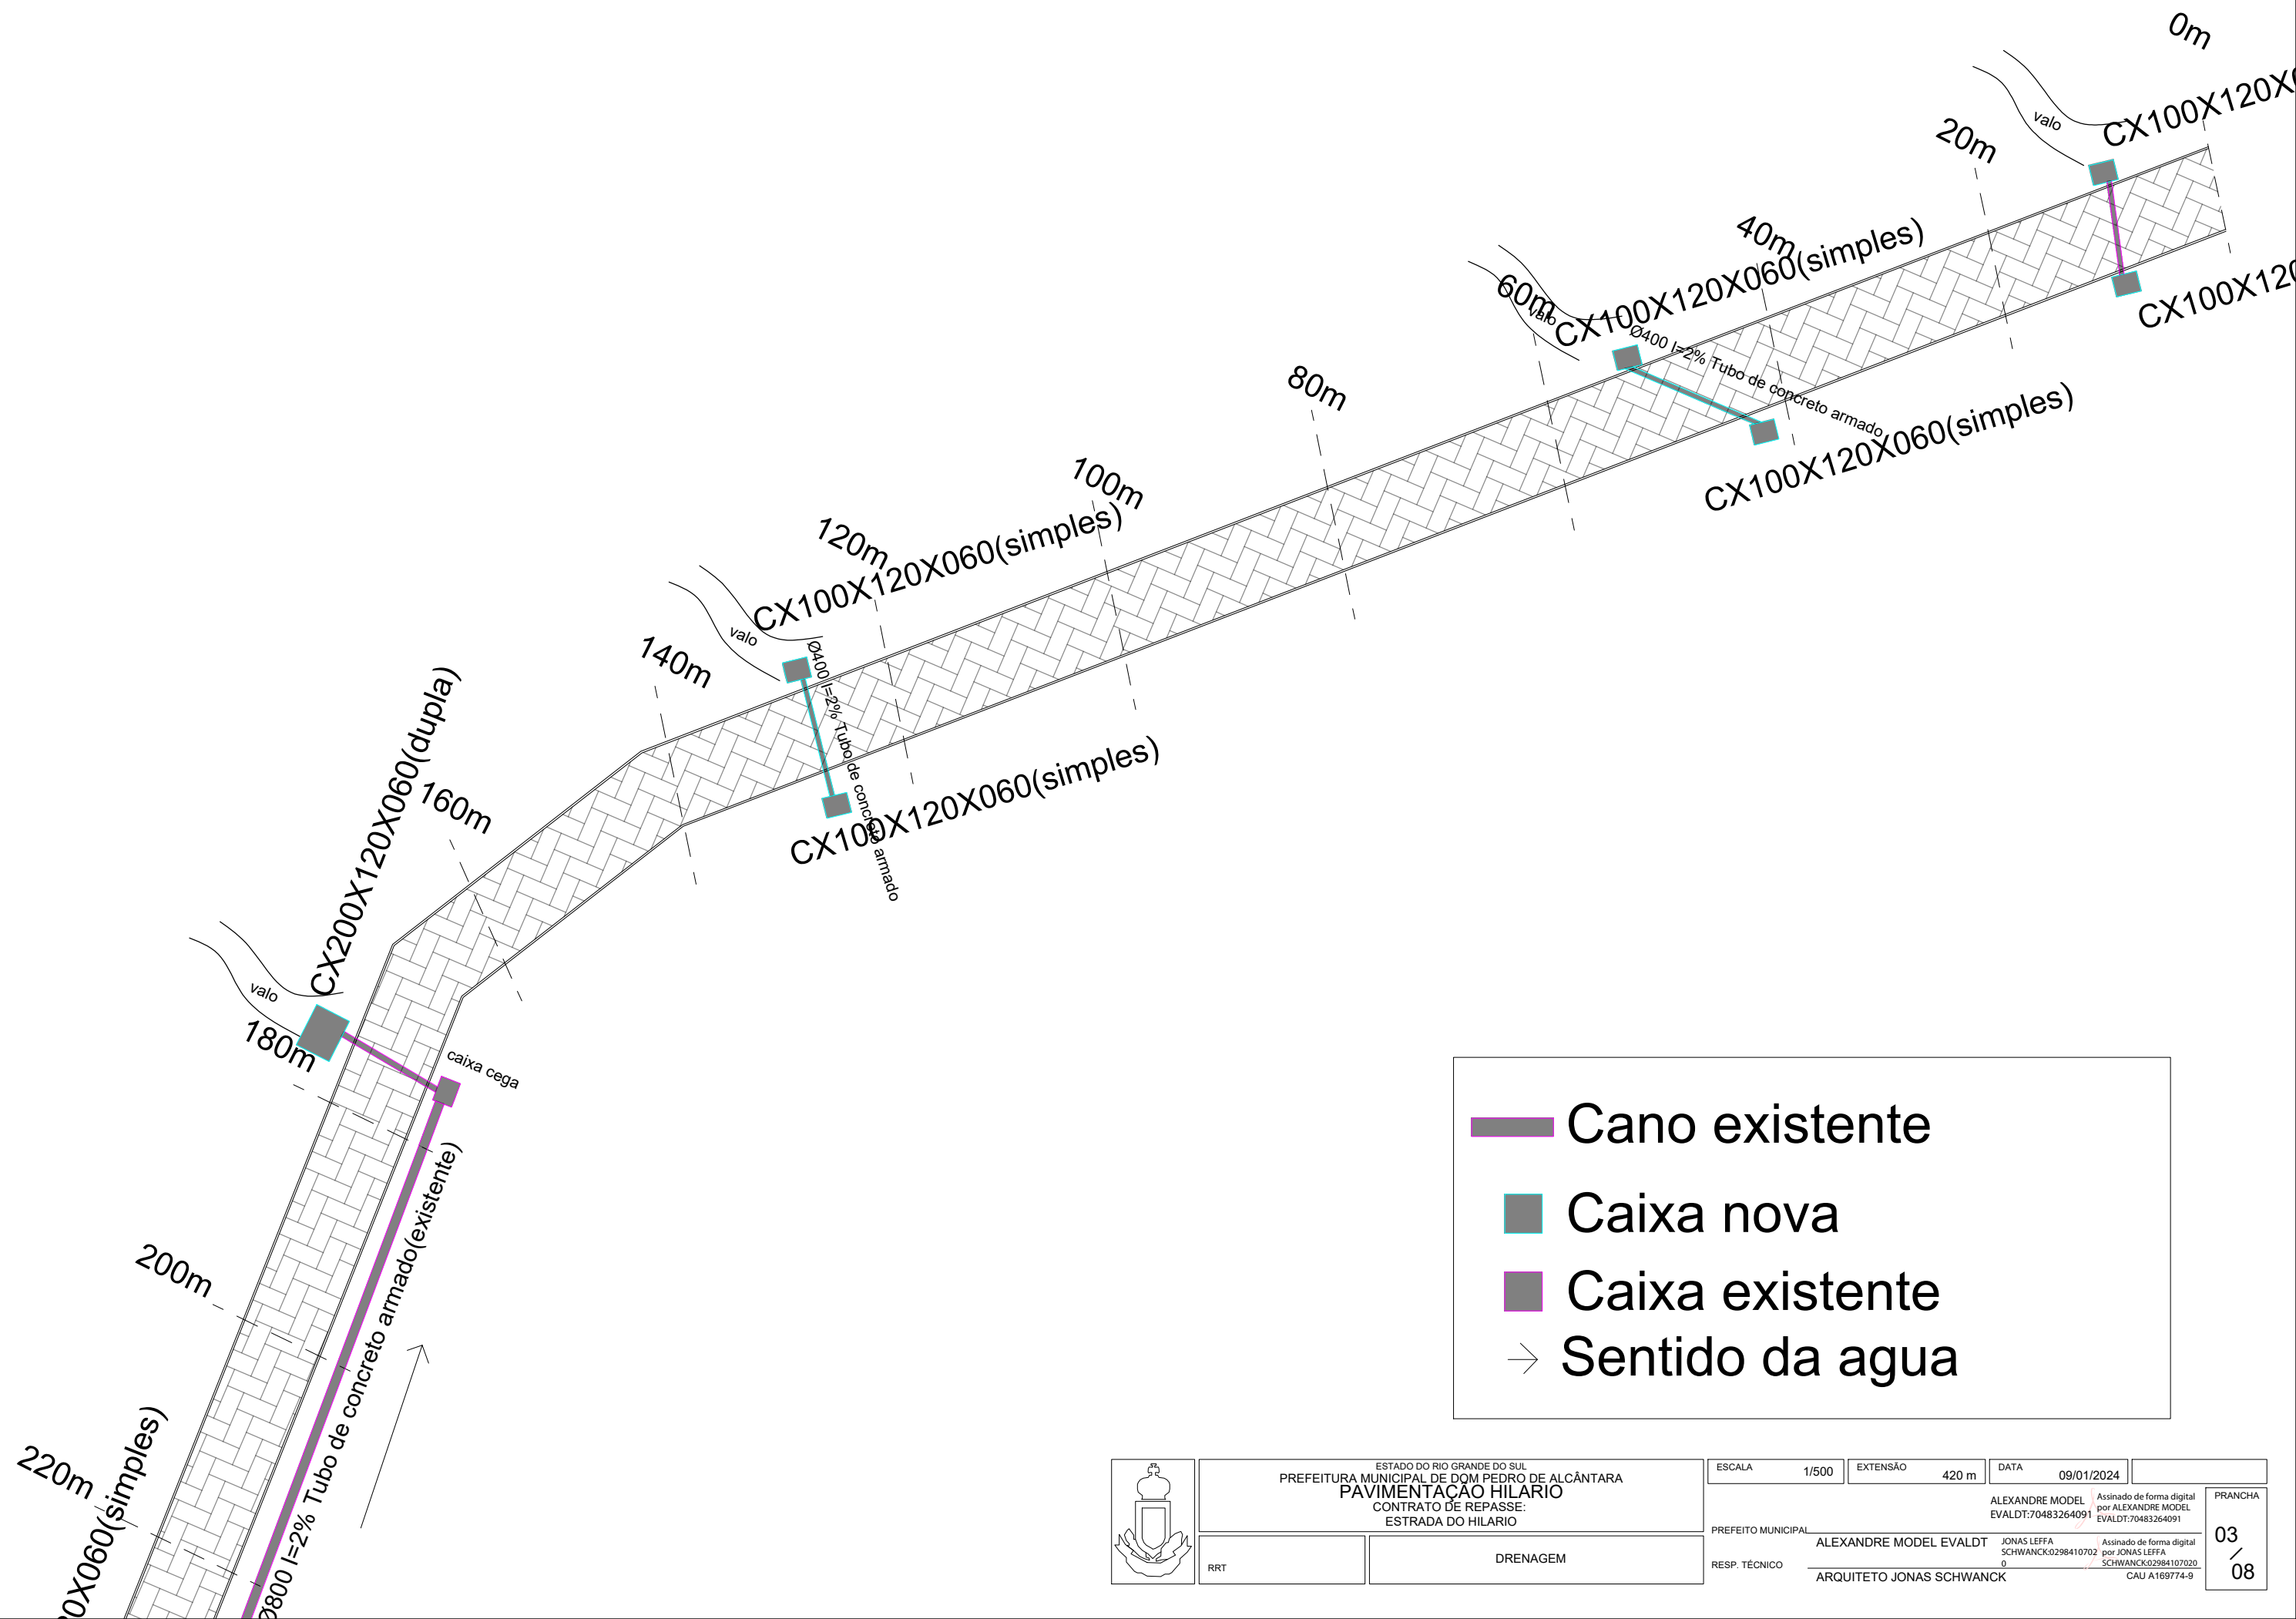 0m
CX100X120X0
valo
20m
CX100X120
40m
CX100X120X060(simples)
60m
valo
Ø400 I=2% Tubo de concreto armado
CX100X120X060(simples)
80m
100m
120m
CX100X120X060(simples)
valo
140m
Ø400 I=2% Tubo de concreto armado
CX100X120X060(simples)
CX200X120X060(dupla)
160m
valo
180m
caixa cega
200m
Ø800 I=2% Tubo de concreto armado(existente)
220m
0X060(simples)
Cano existente
Caixa nova
Caixa existente
Sentido da agua
ESTADO DO RIO GRANDE DO SUL
PREFEITURA MUNICIPAL DE DOM PEDRO DE ALCÂNTARA
PAVIMENTAÇÃO HILARIO
CONTRATO DE REPASSE:
ESTRADA DO HILARIO
RRT
DRENAGEM
ESCALA 1/500
EXTENSÃO 420 m
DATA 09/01/2024
PREFEITO MUNICIPAL
ALEXANDRE MODEL
EVALDT:70483264091
Assinado de forma digital
por ALEXANDRE MODEL
EVALDT:70483264091
ALEXANDRE MODEL EVALDT
RESP. TÉCNICO
JONAS LEFFA
SCHWANCK:0298410702
0
Assinado de forma digital
por JONAS LEFFA
SCHWANCK:02984107020
ARQUITETO JONAS SCHWANCK
CAU A169774-9
PRANCHA
03
08